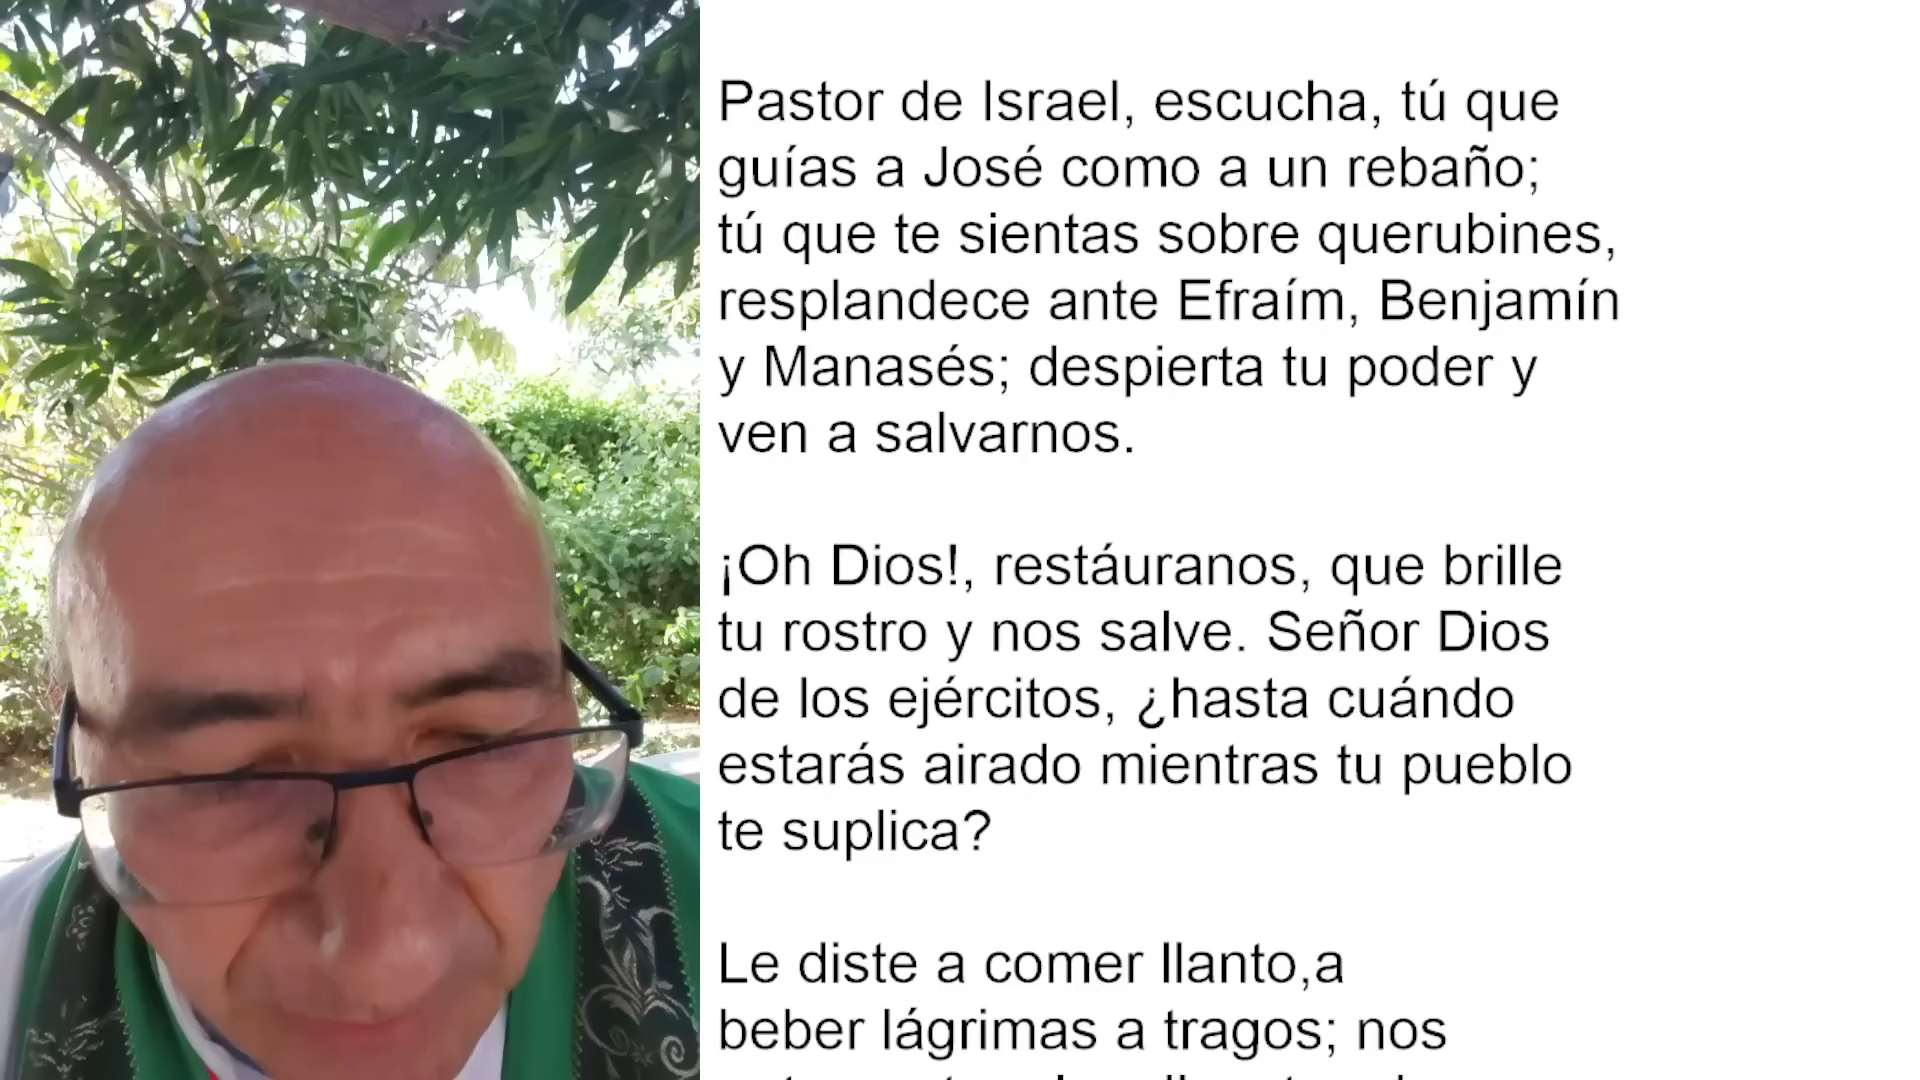 Pastor de Israel, escucha, tú que
guías a José como a un rebaño;
tú que te sientas sobre querubines,
resplandece ante Efraím, Benjamín
y Manasés; despierta tu poder y
ven a salvarnos.
¡Oh Dios!, restáuranos, que brille
tu rostro y nos salve. Señor Dios
de los ejércitos, ¿hasta cuándo
estarás airado mientras tu pueblo
te suplica?
Le diste a comer llanto,a
beber lágrimas a tragos; nos